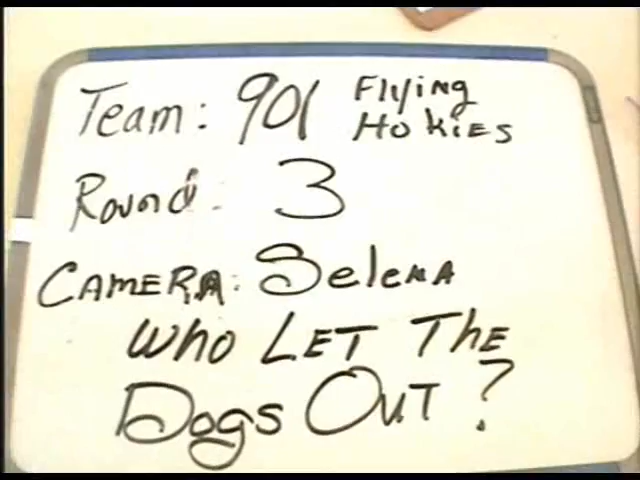 Team: 901 Flying Hokies
Round: 3
Camera: Selena
Who Let The
Dogs Out?